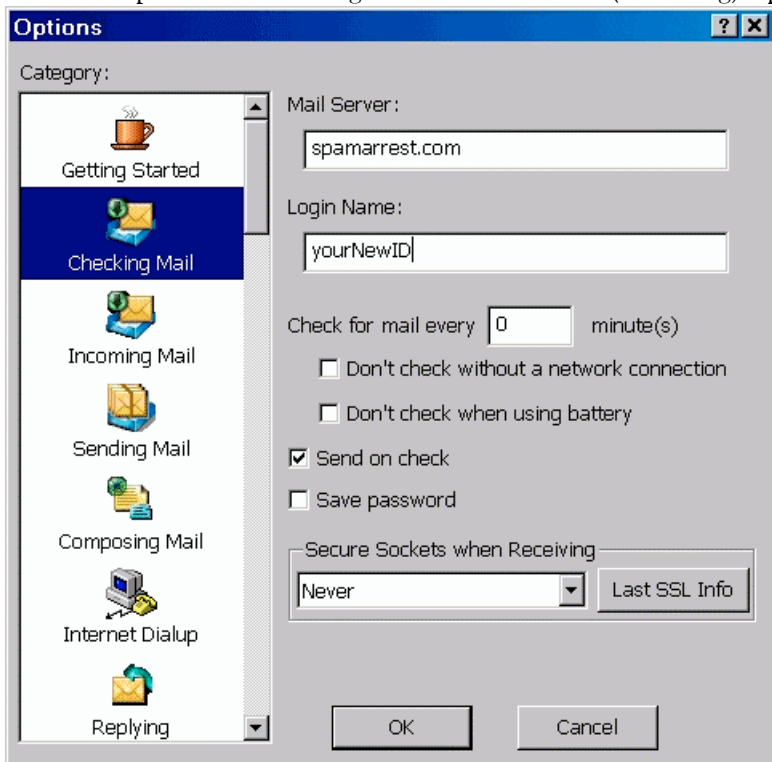 Options
Category:
Getting Started
Checking Mail
Incoming Mail
Sending Mail
Composing Mail
Internet Dialup
Replying
Mail Server:
spamarrest.com
Login Name:
yourNewID
Check for mail every 0 minute(s)
Don't check without a network connection
Don't check when using battery
Send on check
Save password
Secure Sockets when Receiving
Never
Last SSL Info
OK
Cancel